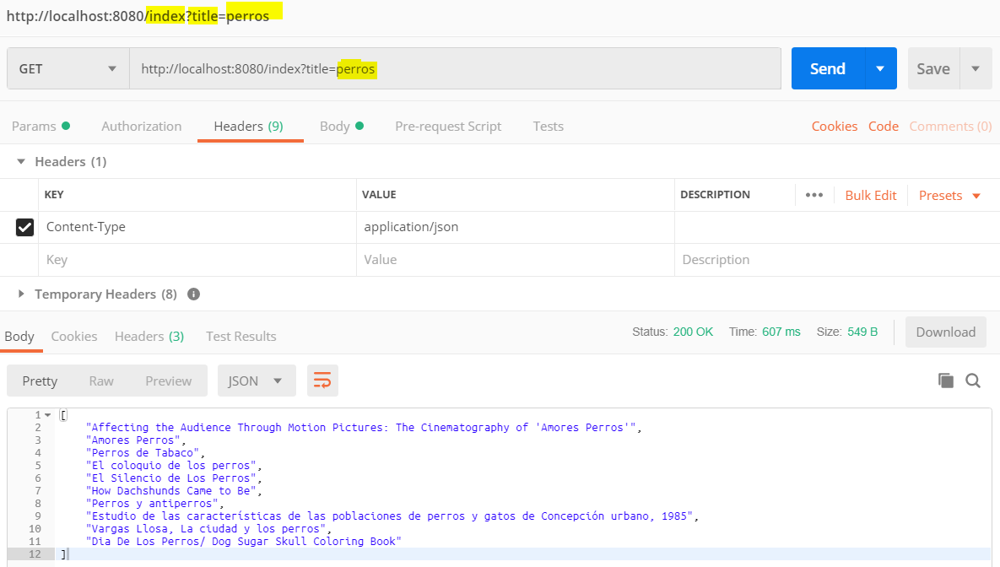 http://localhost:8080/index?title=perros
GET http://localhost:8080/index?title=perros Send Save
Params Authorization Headers (9) Body Pre-request Script Tests Cookies Code Comments (0)
Headers (1)
KEY VALUE DESCRIPTION ••• Bulk Edit Presets
Content-Type application/json
Key Value Description
Temporary Headers (8) i
Body Cookies Headers (3) Test Results Status: 200 OK Time: 607 ms Size: 549 B Download
Pretty Raw Preview JSON
1 [
2 "Affecting the Audience Through Motion Pictures: The Cinematography of 'Amores Perros'",
3 "Amores Perros",
4 "Perros de Tabaco",
5 "El coloquio de los perros",
6 "El Silencio de Los Perros",
7 "How Dachshunds Came to Be",
8 "Perros y antiperros",
9 "Estudio de las características de las poblaciones de perros y gatos de Concepción urbano, 1985",
10 "Vargas Llosa, La ciudad y los perros",
11 "Dia De Los Perros/ Dog Sugar Skull Coloring Book"
12 ]